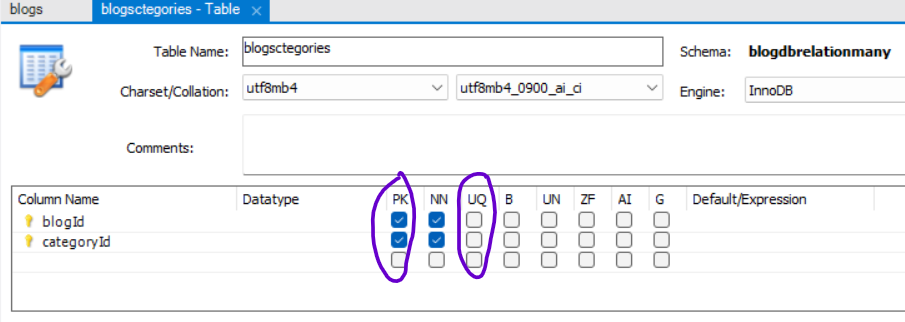 blogs blogsctegories - Table ×
Table Name: blogsctegories Schema: blogdbrelationmany
Charset/Collation: utf8mb4 utf8mb4_0900_ai_ci Engine: InnoDB
Comments:
Column Name Datatype PK NN UQ B UN ZF AI G Default/Expression
blogId
categoryId